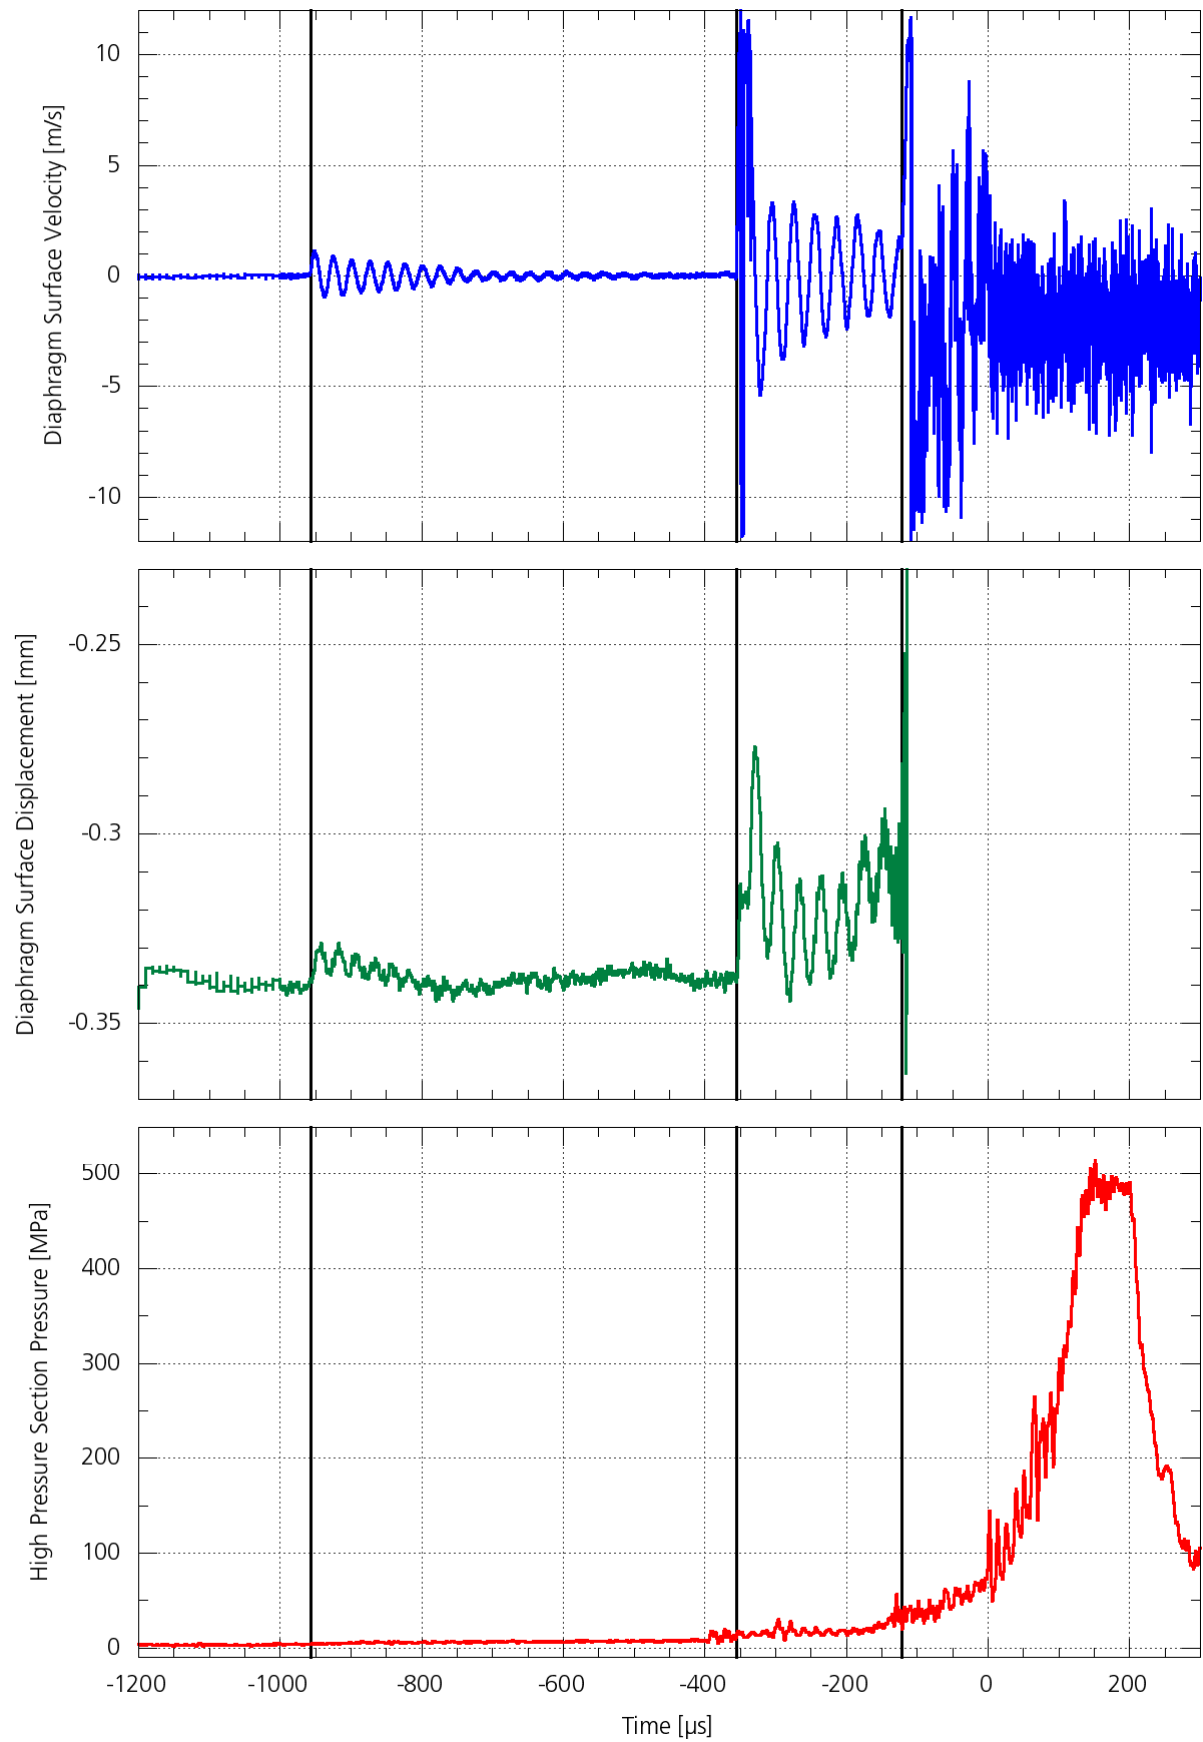 Diaphragm Surface Velocity [m/s]
10
5
0
-5
-10
Diaphragm Surface Displacement [mm]
-0.25
-0.3
-0.35
High Pressure Section Pressure [MPa]
500
400
300
200
100
0
-1200 -1000 -800 -600 -400 -200 0 200
Time [µs]